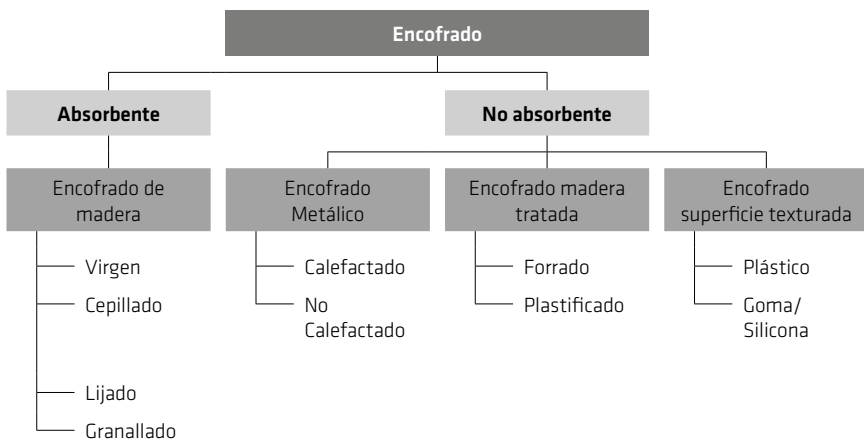 Encofrado
Absorbente
No absorbente
Encofrado de
madera
Encofrado
Metálico
Encofrado madera
tratada
Encofrado
superficie texturada
Virgen
Cepillado
Lijado
Granallado
Calefactado
No
Calefactado
Forrado
Plastificado
Plástico
Goma/
Silicona